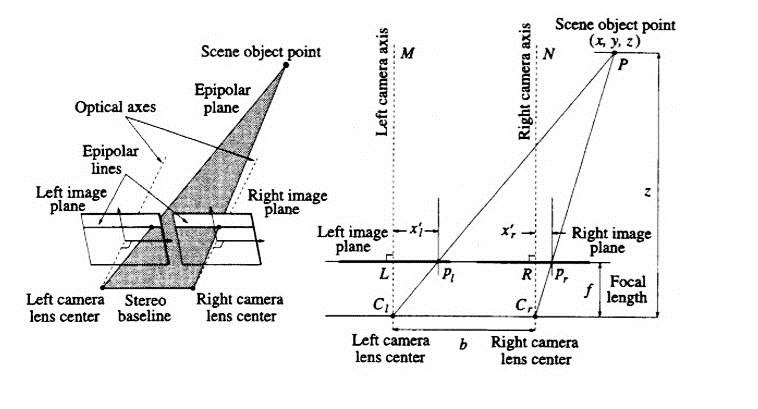 Scene object point
Epipolar
plane
Optical axes
Epipolar
lines
Left image
plane
Right image
plane
Left camera
lens center
Stereo
baseline
Right camera
lens center
Left camera axis
M
Right camera axis
N
Scene object point
(x, y, z)
P
z
Left image
plane
x'l
x'r
Right image
plane
L
Pl
R
Pr
f
Focal
length
Cl
Cr
Left camera
lens center
b
Right camera
lens center